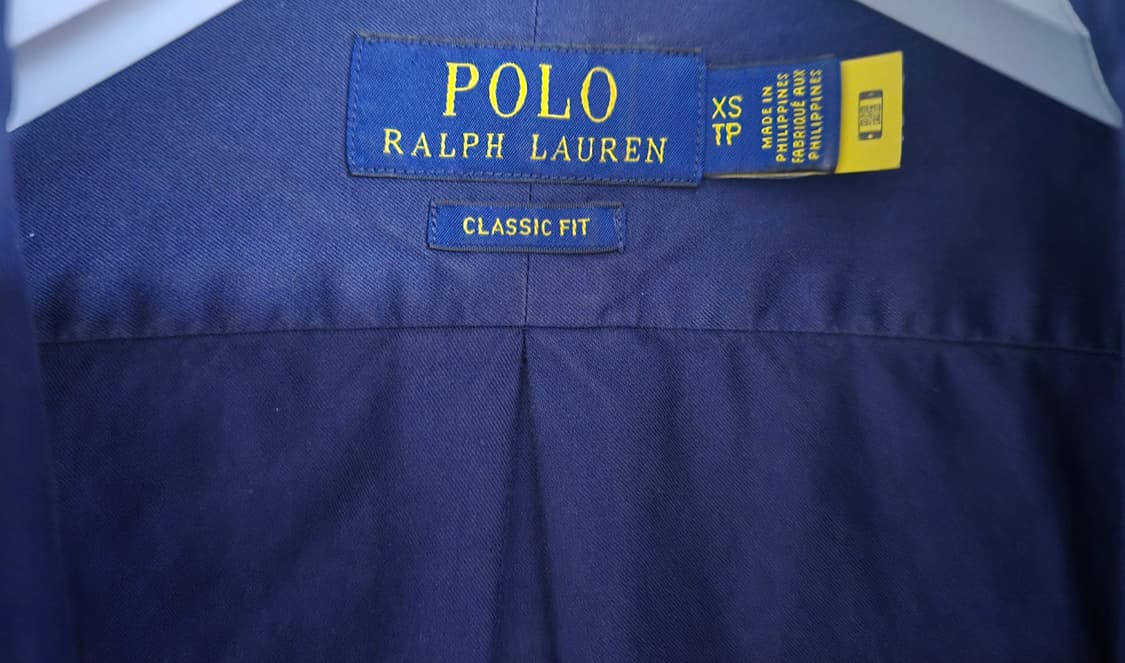 POLO
RALPH LAUREN
XS
TP
MADE IN
PHILIPPINES
FABRIQUÉ AUX
PHILIPPINES
CLASSIC FIT